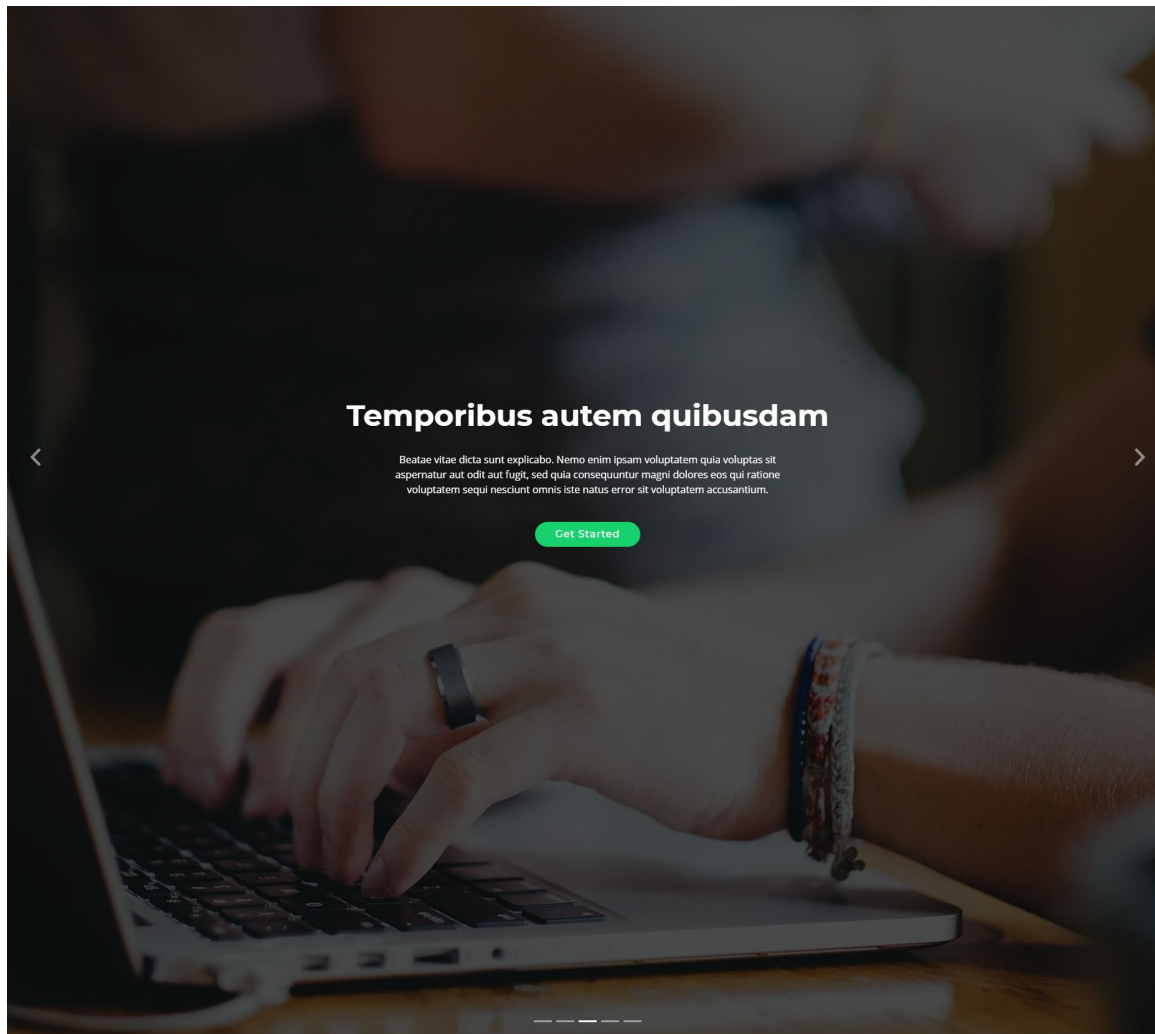 Temporibus autem quibusdam
Beatae vitae dicta sunt explicabo. Nemo enim ipsam voluptatem quia voluptas sit
aspernatur aut odit aut fugit, sed quia consequuntur magni dolores eos qui ratione
voluptatem sequi nesciunt omnis iste natus error sit voluptatem accusantium.
Get Started